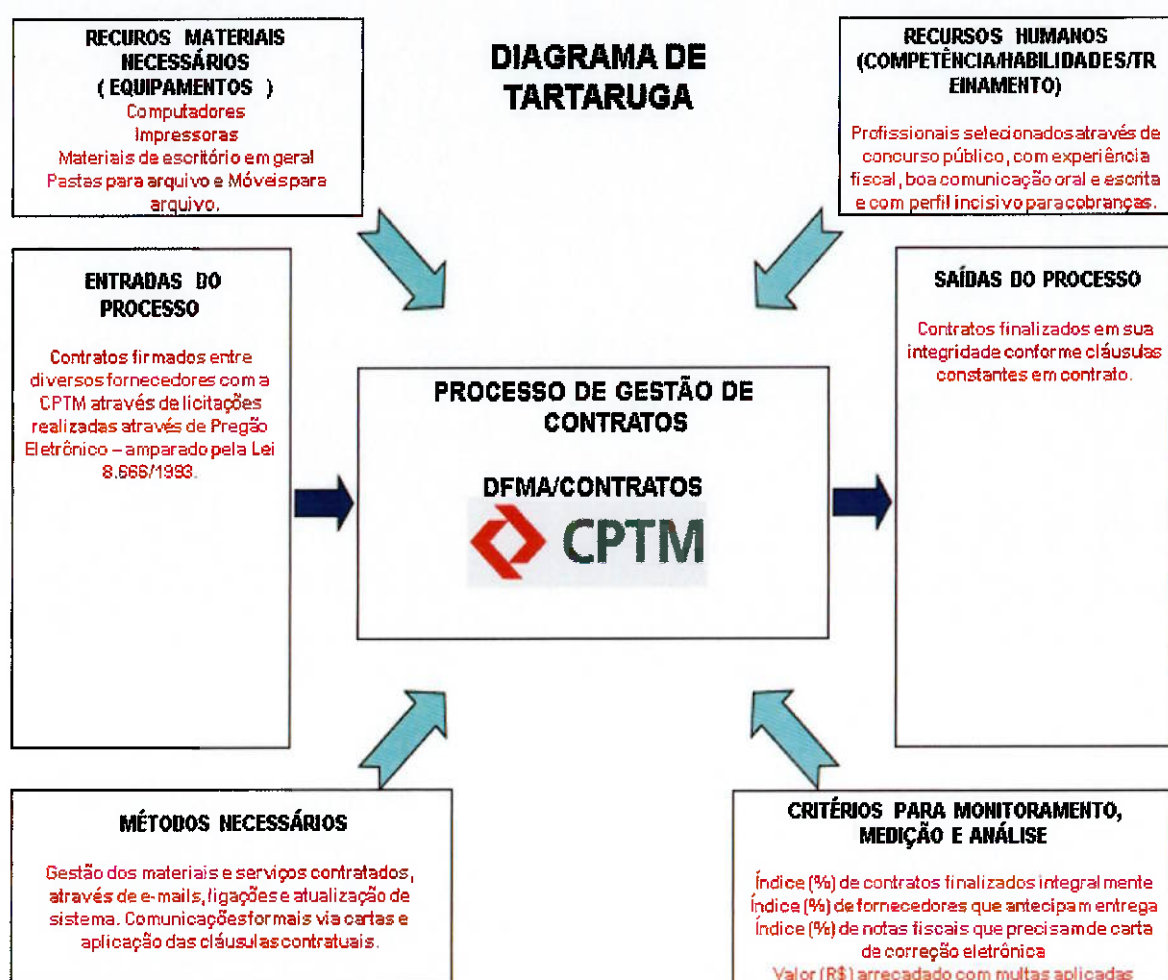 RECUROS MATERIAIS
NECESSÁRIOS
( EQUIPAMENTOS )
Computadores
Impressoras
Materiais de escritório em geral
Pastas para arquivo e Móveis para
arquivo.
DIAGRAMA DE
TARTARUGA
RECURSOS HUMANOS
(COMPETÊNCIA/HABILIDADES/TR
EINAMENTO)
Profissionais selecionados através de
concurso público, com experiência
fiscal, boa comunicação oral e escrita
e com perfil incisivo para cobranças.
ENTRADAS DO
PROCESSO
Contratos firmados entre
diversos fornecedores com a
CPTM através de licitações
realizadas através de Pregão
Eletrônico – amparado pela Lei
8.666/1993.
PROCESSO DE GESTÃO DE
CONTRATOS
DFMA/CONTRATOS
CPTM
SAÍDAS DO PROCESSO
Contratos finalizados em sua
integridade conforme cláusulas
constantes em contrato.
MÉTODOS NECESSÁRIOS
Gestão dos materiais e serviços contratados,
através de e-mails, ligações e atualização de
sistema. Comunicações formais via cartas e
aplicação das cláusulas contratuais.
CRITÉRIOS PARA MONITORAMENTO,
MEDIÇÃO E ANÁLISE
Índice (%) de contratos finalizados integralmente
Índice (%) de fornecedores que antecipam entrega
Índice (%) de notas fiscais que precisam de carta
de correção eletrônica
Valor (R$) arrecadado com multas aplicadas